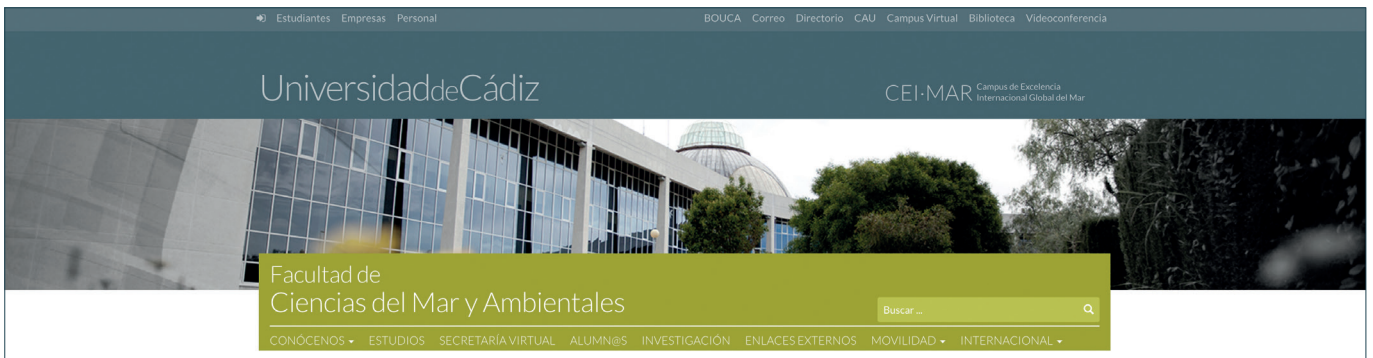 Estudiantes Empresas Personal BOUCA Correo Directorio CAU Campus Virtual Biblioteca Videoconferencia
UniversidaddeCádiz
CEI·MAR Campus de Excelencia
Internacional Global del Mar
Facultad de
Ciencias del Mar y Ambientales
Buscar ...
CONÓCENOS ESTUDIOS SECRETARÍA VIRTUAL ALUMN@S INVESTIGACIÓN ENLACES EXTERNOS MOVILIDAD INTERNACIONAL